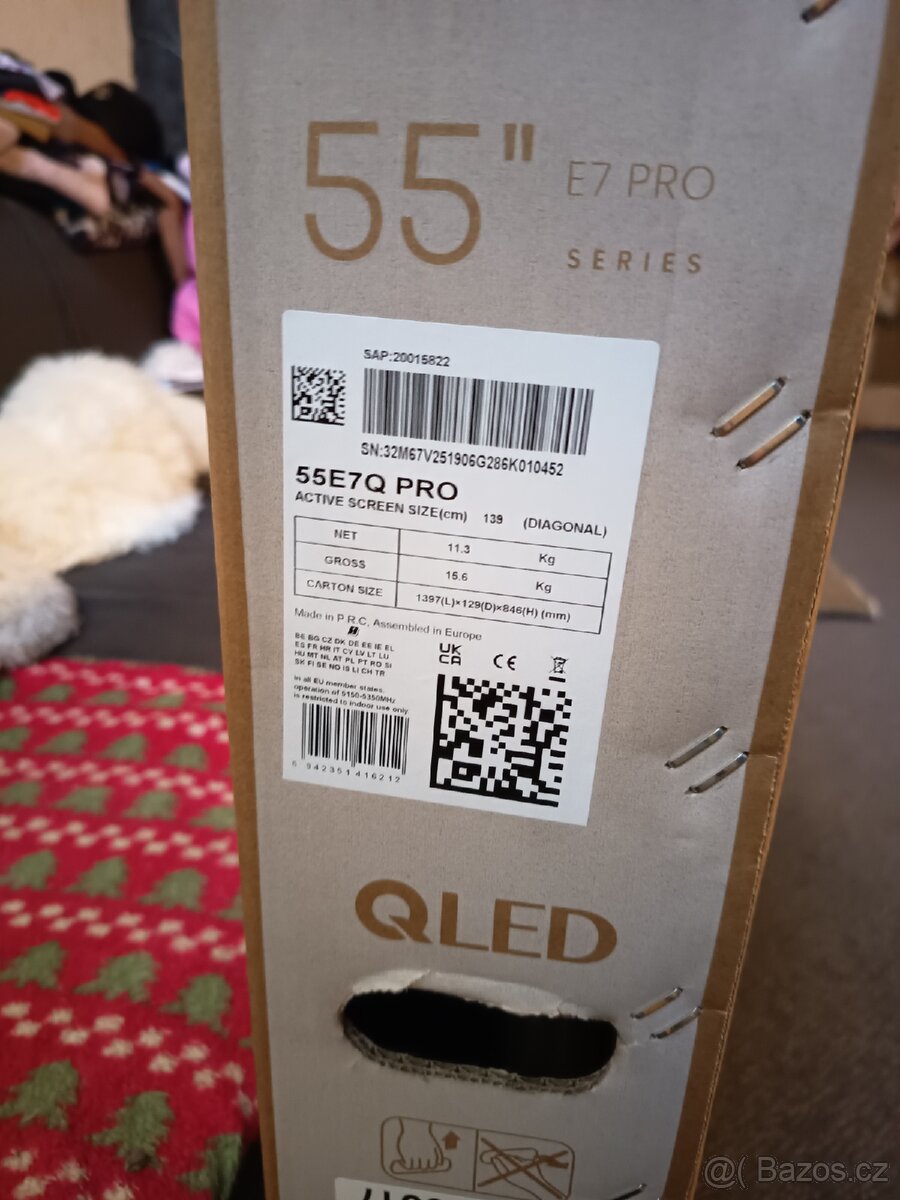 55" E7 PRO
SERIES
SAP:20015822
SN:32M67V251906G286K010452
55E7Q PRO
ACTIVE SCREEN SIZE(cm) 139 (DIAGONAL)
NET 11.3 Kg
GROSS 15.6 Kg
CARTON SIZE 1397(L)×129(D)×846(H) (mm)
Made in P.R.C, Assembled in Europe
BE BG CZ DK DE EE IE EL
ES FR HR IT CY LV LT LU
HU MT NL AT PL PT RO SI
SK FI SE NO IS LI CH TR
UK
CA
CE
in all EU member states.
operation of 5150-5350MHz
is restricted to indoor use only
5 942351 416212
QLED
@( Bazos.cz